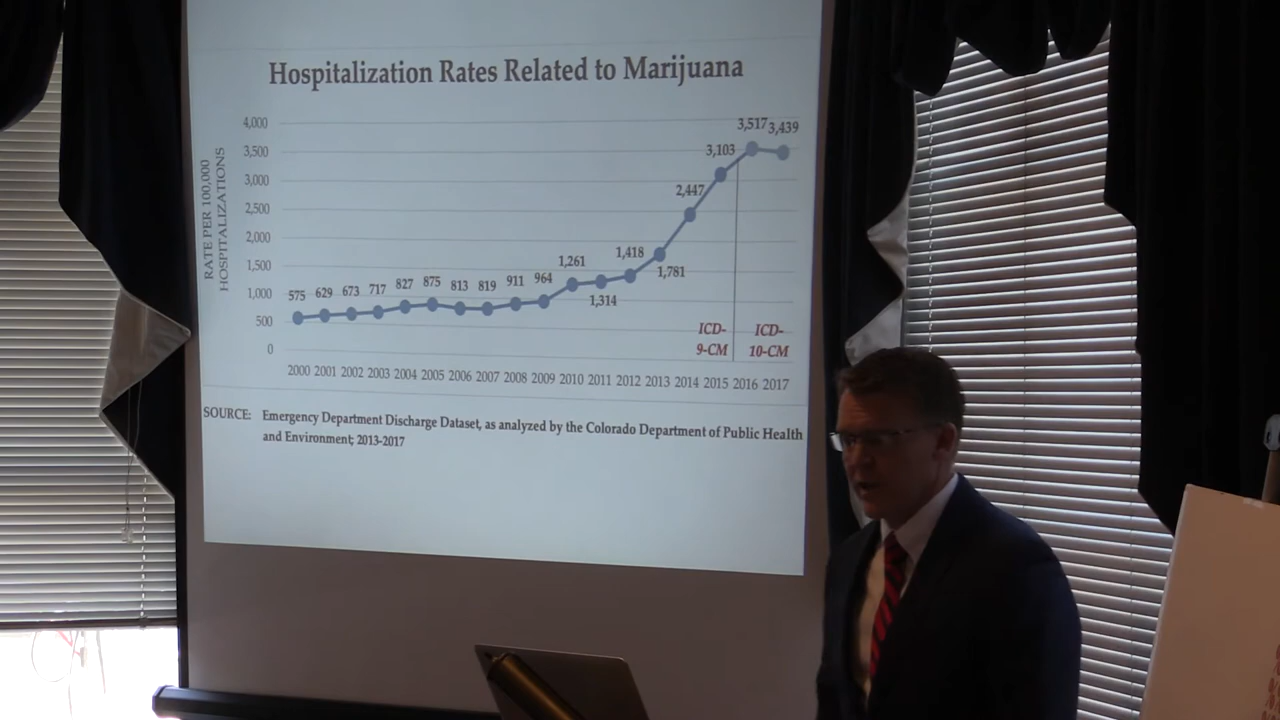 Hospitalization Rates Related to Marijuana
RATE PER 100,000
HOSPITALIZATIONS
4,000
3,500
3,000
2,500
2,000
1,500
1,000
500
0
575 629 673 717 827 875 813 819 911 964 1,261 1,314 1,418 1,781 2,447 3,103 3,517 3,439
ICD-
9-CM
ICD-
10-CM
2000 2001 2002 2003 2004 2005 2006 2007 2008 2009 2010 2011 2012 2013 2014 2015 2016 2017
SOURCE: Emergency Department Discharge Dataset, as analyzed by the Colorado Department of Public Health
and Environment; 2013-2017